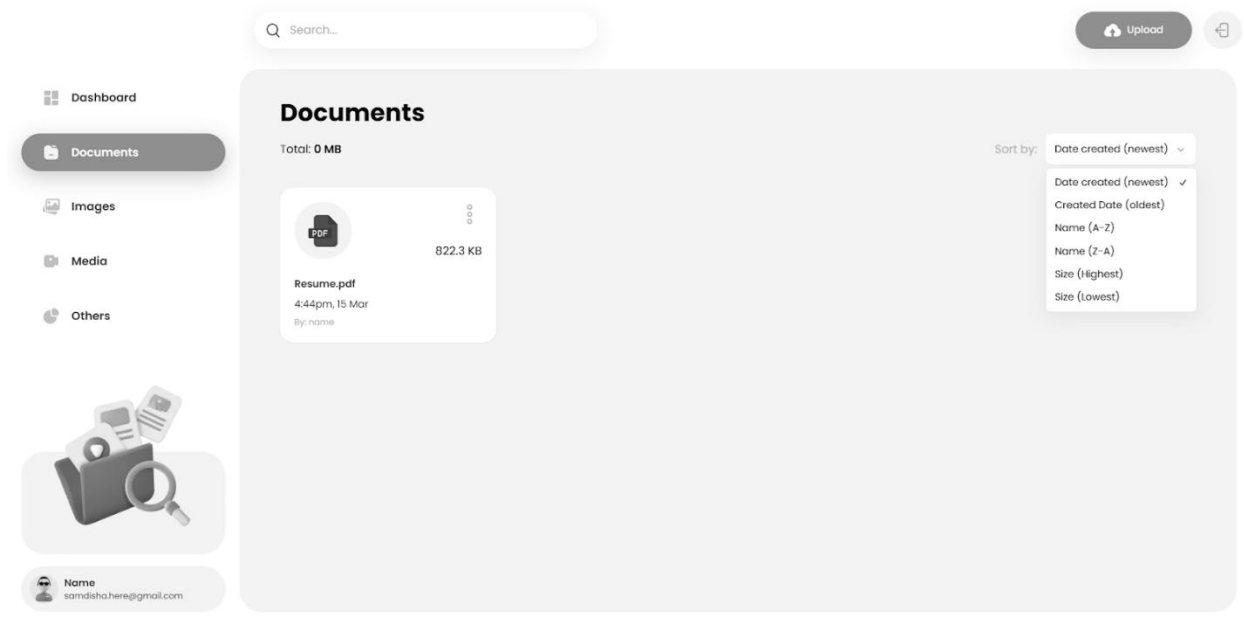 Search...
Upload
Dashboard
Documents
Images
Media
Others
Name
samdisha.here@gmail.com
Documents
Total: 0 MB
Sort by:
Date created (newest)
Date created (newest)
Created Date (oldest)
Name (A-Z)
Name (Z-A)
Size (Highest)
Size (Lowest)
PDF
822.3 KB
Resume.pdf
4:44pm, 15 Mar
By: name